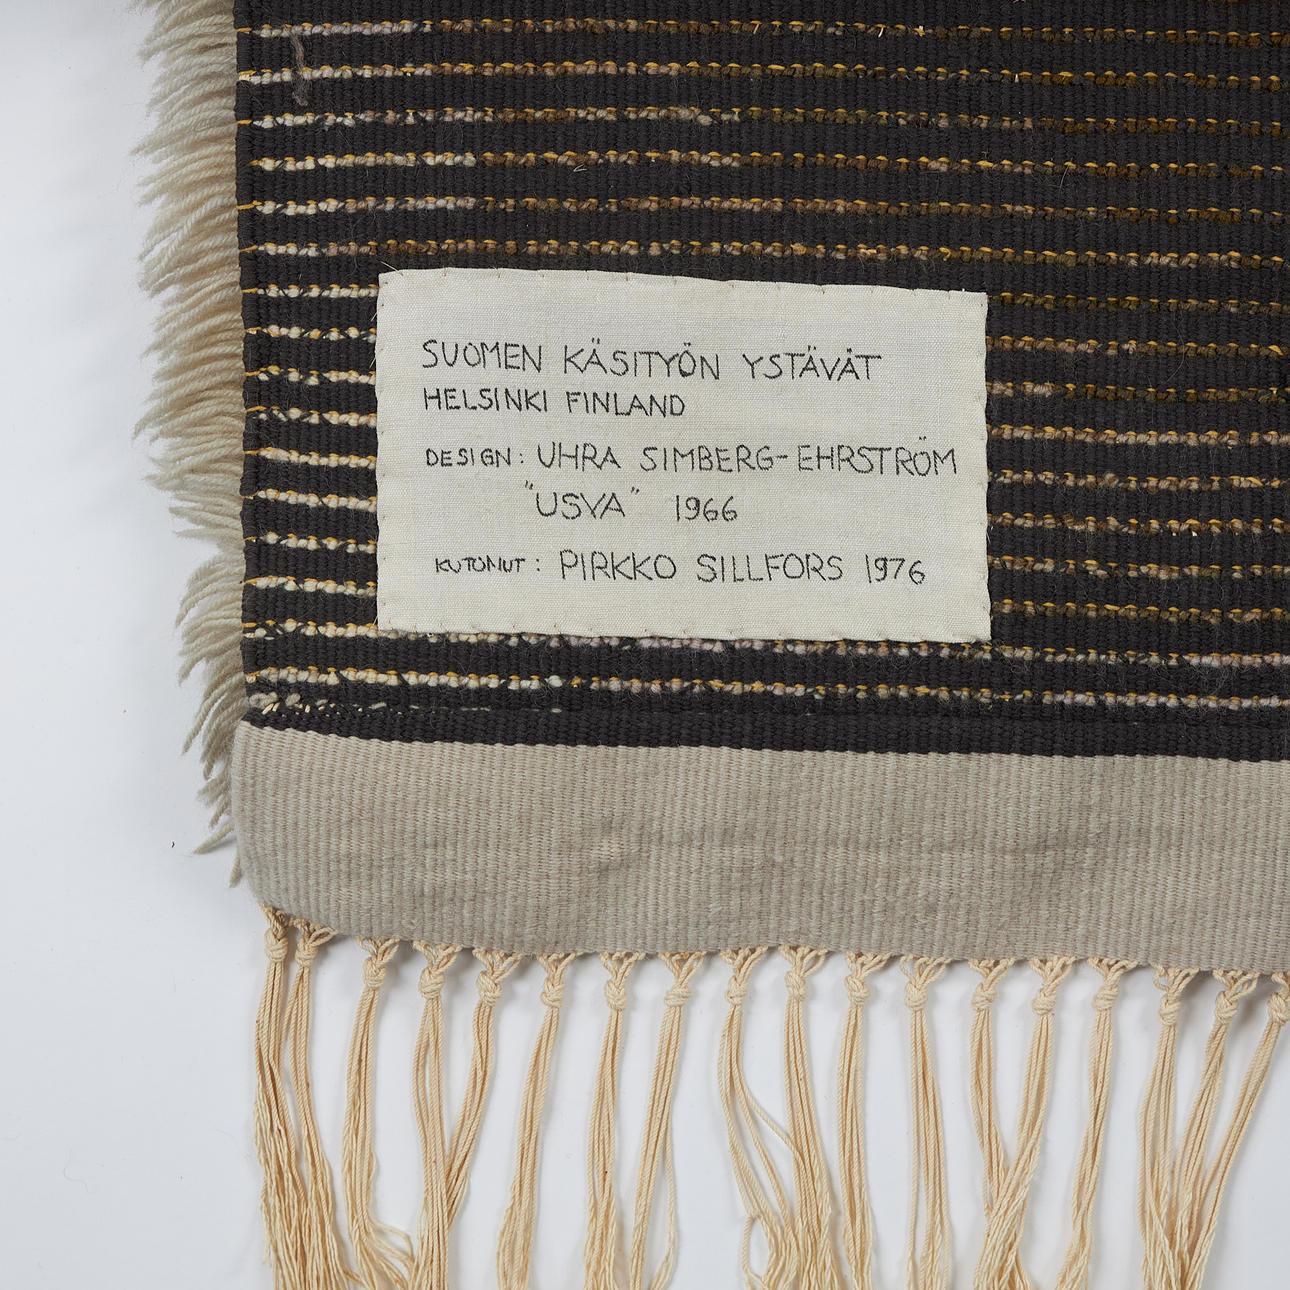 SUOMEN KÄSITYÖN YSTÄVÄT
HELSINKI FINLAND
DESIGN: UHRA SIMBERG-EHRSTRÖM
"USVA" 1966
KUTONUT: PIRKKO SILLFORS 1976